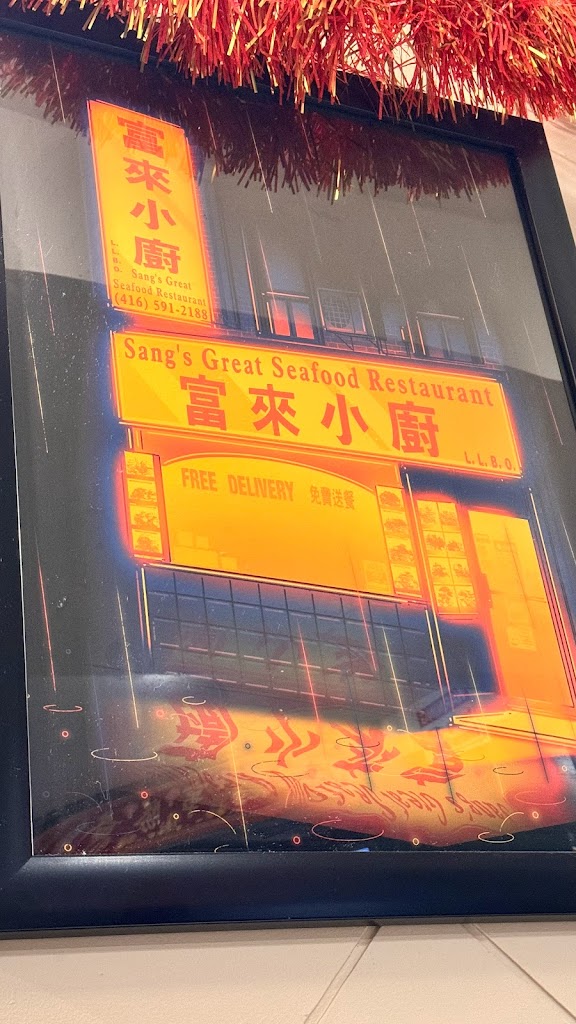 富來小廚
L.L.B.O.
Sang's Great
Seafood Restaurant
(416) 591-2188
Sang's Great Seafood Restaurant
富來小廚
L.L.B.O.
FREE DELIVERY 免費送餐